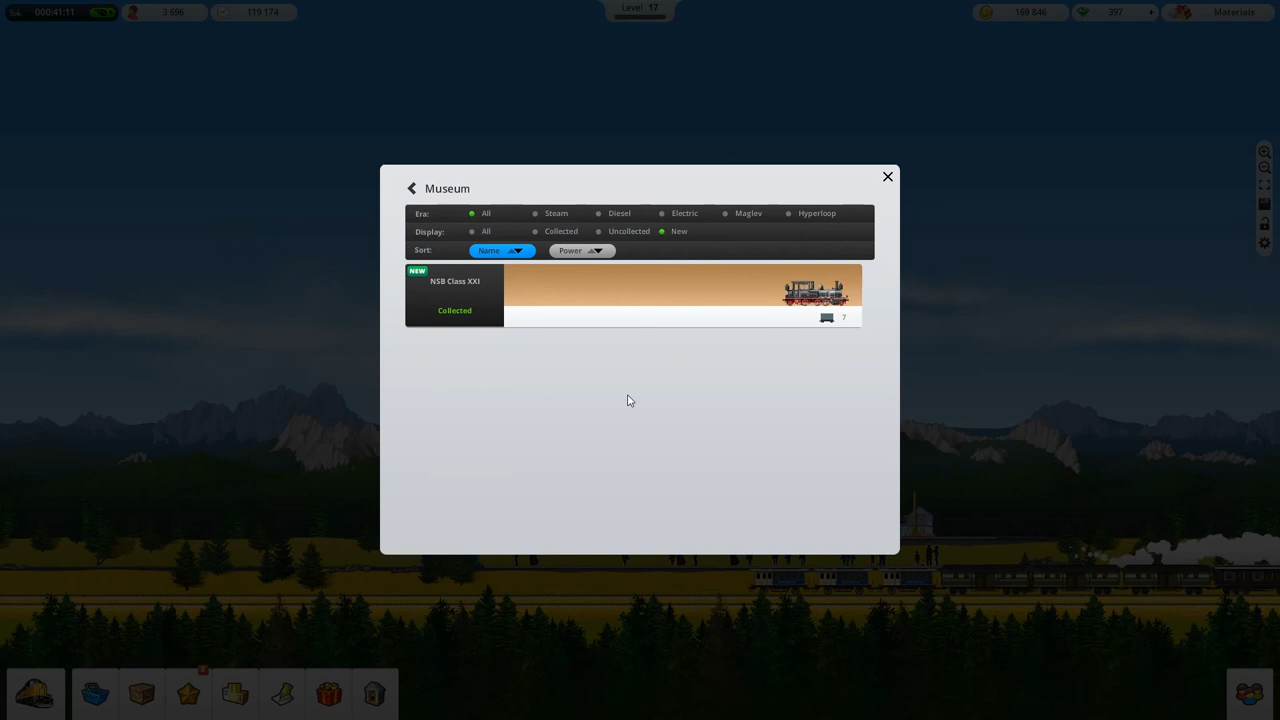 000:41:11 3 696 119 174 Level 17 169 846 397 + Materials
Museum
Era: All Steam Diesel Electric Maglev Hyperloop
Display: All Collected Uncollected New
Sort: Name Power
NEW
NSB Class XXI
Collected
7